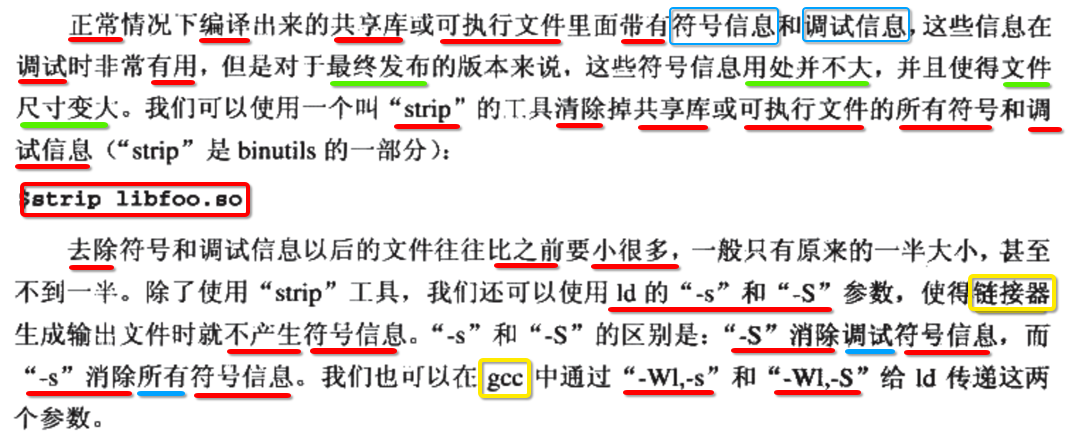 正常情况下编译出来的共享库或可执行文件里面带有符号信息和调试信息，这些信息在
调试时非常有用，但是对于最终发布的版本来说，这些符号信息用处并不大，并且使得文件
尺寸变大。我们可以使用一个叫“strip”的工具清除掉共享库或可执行文件的所有符号和调
试信息（“strip”是 binutils 的一部分）：
$strip libfoo.so
去除符号和调试信息以后的文件往往比之前要小很多，一般只有原来的一半大小，甚至
不到一半。除了使用“strip”工具，我们还可以使用 ld 的“-s”和“-S”参数，使得链接器
生成输出文件时就不产生符号信息。“-s”和“-S”的区别是：“-S”消除调试符号信息，而
“-s”消除所有符号信息。我们也可以在 gcc 中通过“-Wl,-s”和“-Wl,-S”给 ld 传递这两
个参数。